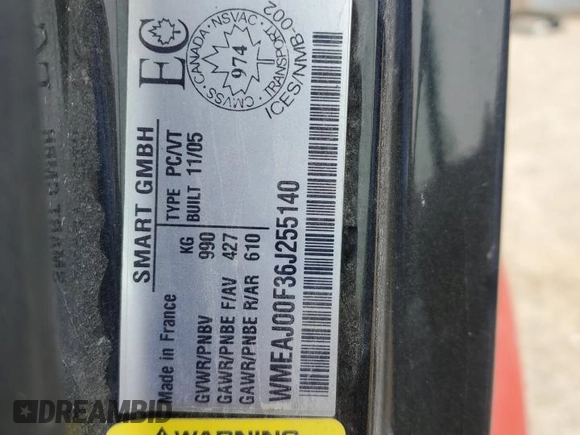 SMART GMBH
TYPE PC/VT
BUILT 11/05
EC
CMVSS · CANADA · NSVAC
974
TRANSPORT
ICES/NMB 002
Made in France
KG
GVWR/PNBV 990
GAWR/PNBE F/AV 427
GAWR/PNBE R/AR 610
WMEAJ00F36J255140
WARNING
DREAMBID